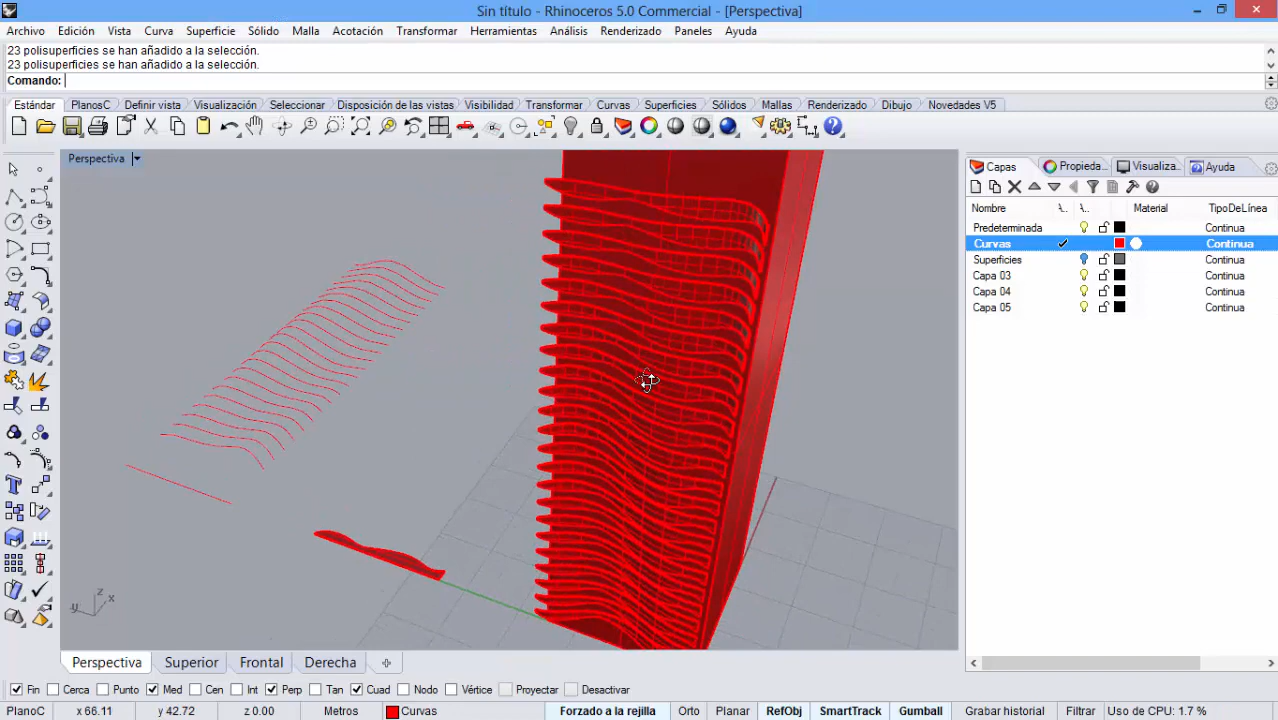 Sin título - Rhinoceros 5.0 Commercial - [Perspectiva]
Archivo Edición Vista Curva Superficie Sólido Malla Acotación Transformar Herramientas Análisis Renderizado Paneles Ayuda
23 polisuperficies se han añadido a la selección.
23 polisuperficies se han añadido a la selección.
Comando:
Estándar PlanosC Definir vista Visualización Seleccionar Disposición de las vistas Visibilidad Transformar Curvas Superficies Sólidos Mallas Renderizado Dibujo Novedades V5
Perspectiva
Capas Propieda... Visualiza... Ayuda
Nombre Material TipoDeLínea
Predeterminada Continua
Curvas Continua
Superficies Continua
Capa 03 Continua
Capa 04 Continua
Capa 05 Continua
z
y x
Perspectiva Superior Frontal Derecha
Fin Cerca Punto Med Cen Int Perp Tan Cuad Nodo Vértice Proyectar Desactivar
PlanoC x 66.11 y 42.72 z 0.00 Metros Curvas Forzado a la rejilla Orto Planar RefObj SmartTrack Gumball Grabar historial Filtrar Uso de CPU: 1.7 %